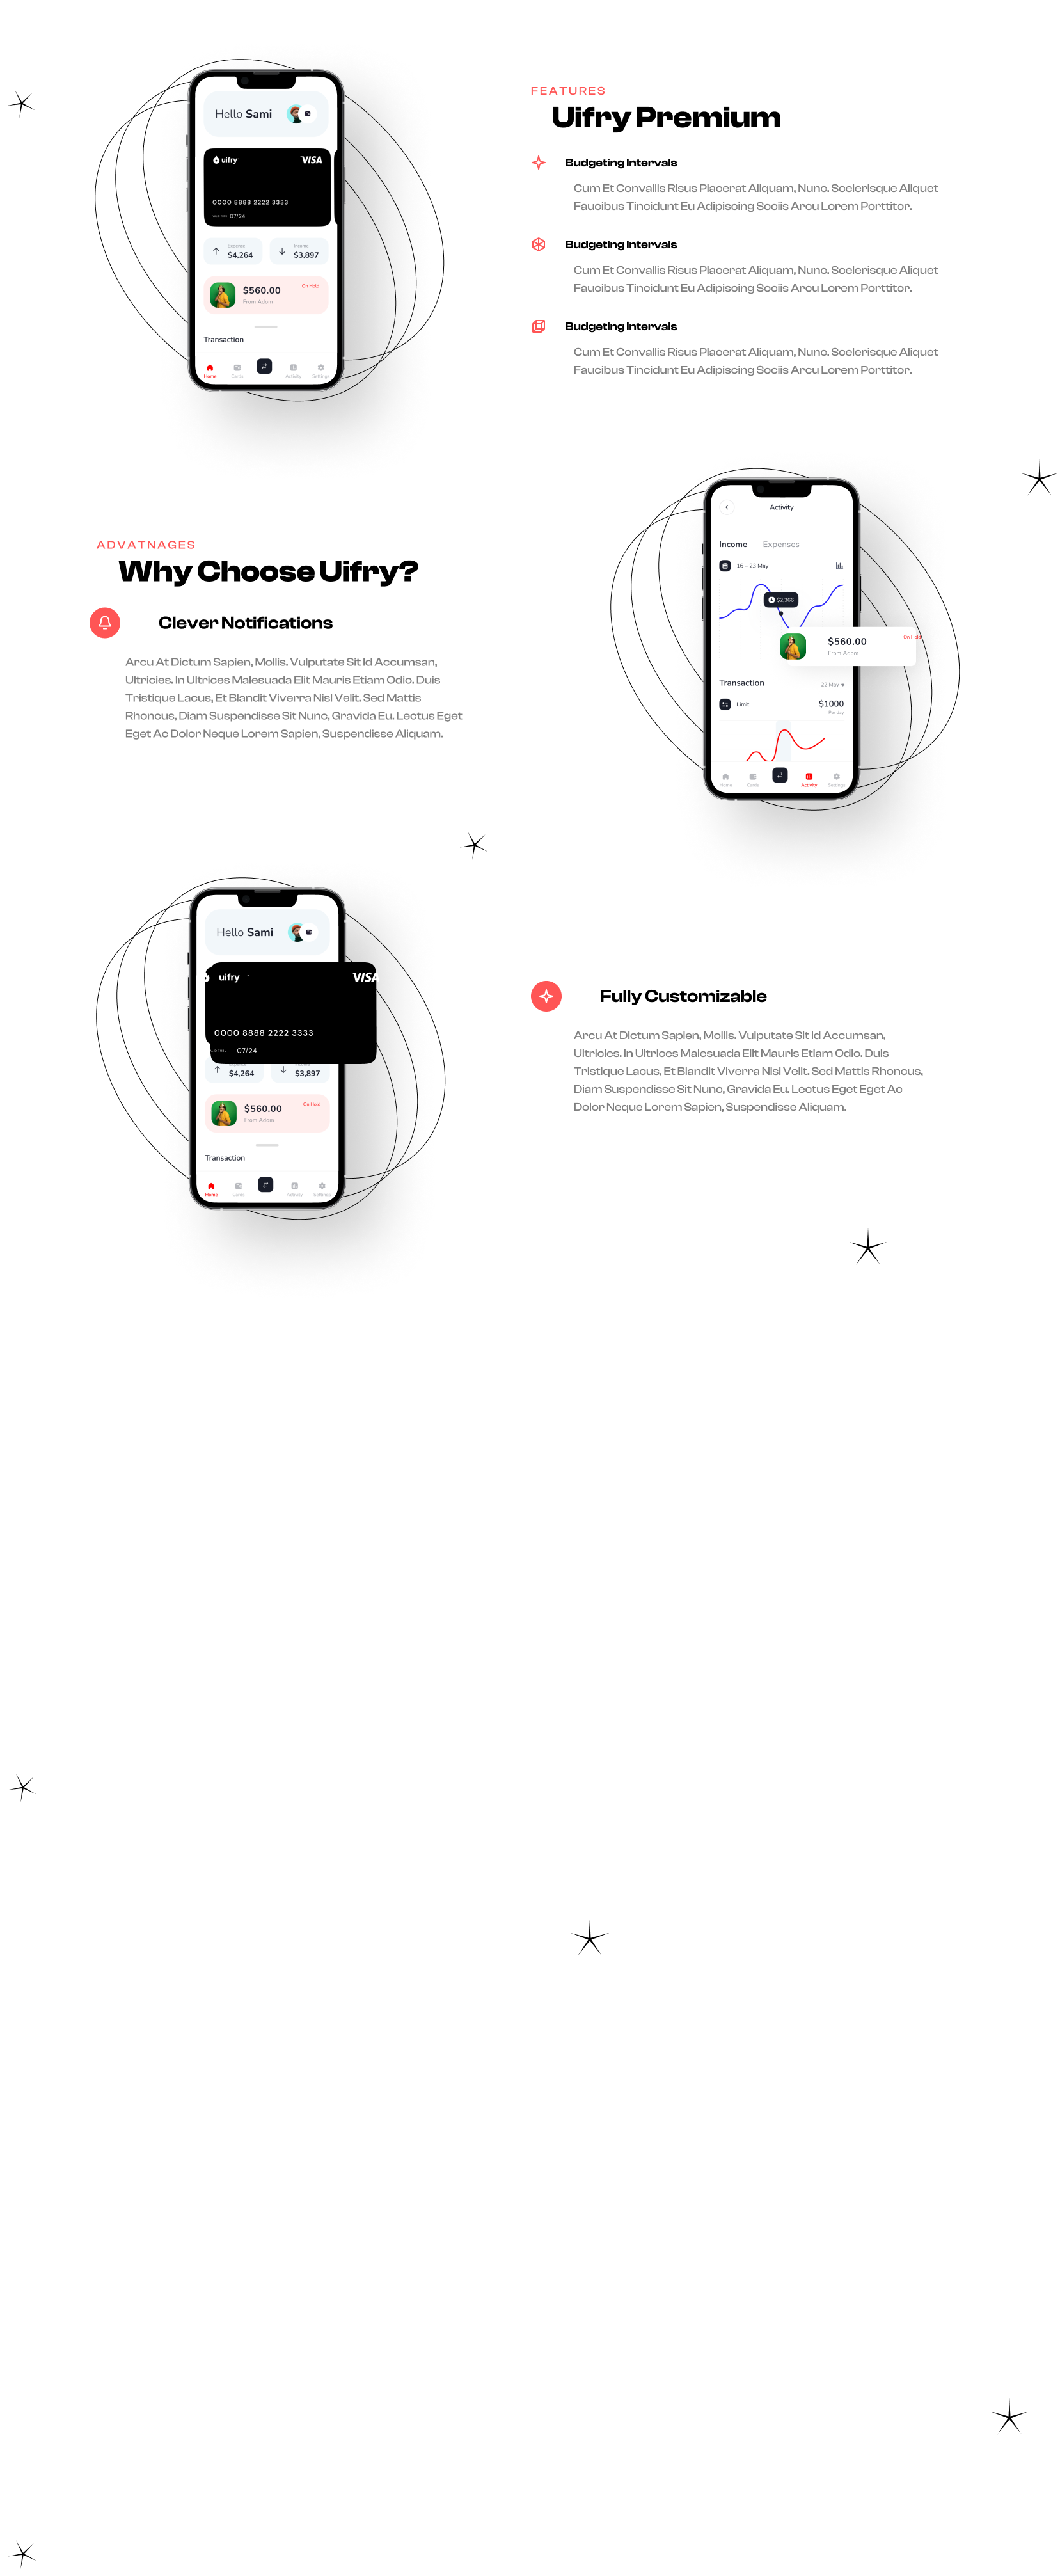 Hello Sami
uifry
VISA
0000 8888 2222 3333
VALID THRU 07/24
Expense
$4,264
Income
$3,897
$560.00
From Adom
On Hold
Transaction
Home
Cards
Activity
Settings
FEATURES
Uifry Premium
Budgeting Intervals
Cum Et Convallis Risus Placerat Aliquam, Nunc. Scelerisque Aliquet
Faucibus Tincidunt Eu Adipiscing Sociis Arcu Lorem Porttitor.
Budgeting Intervals
Cum Et Convallis Risus Placerat Aliquam, Nunc. Scelerisque Aliquet
Faucibus Tincidunt Eu Adipiscing Sociis Arcu Lorem Porttitor.
Budgeting Intervals
Cum Et Convallis Risus Placerat Aliquam, Nunc. Scelerisque Aliquet
Faucibus Tincidunt Eu Adipiscing Sociis Arcu Lorem Porttitor.
ADVATNAGES
Why Choose Uifry?
Clever Notifications
Arcu At Dictum Sapien, Mollis. Vulputate Sit Id Accumsan,
Ultricies. In Ultrices Malesuada Elit Mauris Etiam Odio. Duis
Tristique Lacus, Et Blandit Viverra Nisl Velit. Sed Mattis
Rhoncus, Diam Suspendisse Sit Nunc, Gravida Eu. Lectus Eget
Eget Ac Dolor Neque Lorem Sapien, Suspendisse Aliquam.
Activity
Income
Expenses
16 – 23 May
$2,366
$560.00
From Adom
On Hold
Transaction
22 May
Limit
$1000
Per day
Home
Cards
Activity
Settings
Hello Sami
uifry
VISA
0000 8888 2222 3333
07/24
$4,264
$3,897
$560.00
From Adom
On Hold
Transaction
Home
Cards
Activity
Settings
Fully Customizable
Arcu At Dictum Sapien, Mollis. Vulputate Sit Id Accumsan,
Ultricies. In Ultrices Malesuada Elit Mauris Etiam Odio. Duis
Tristique Lacus, Et Blandit Viverra Nisl Velit. Sed Mattis Rhoncus,
Diam Suspendisse Sit Nunc, Gravida Eu. Lectus Eget Eget Ac
Dolor Neque Lorem Sapien, Suspendisse Aliquam.